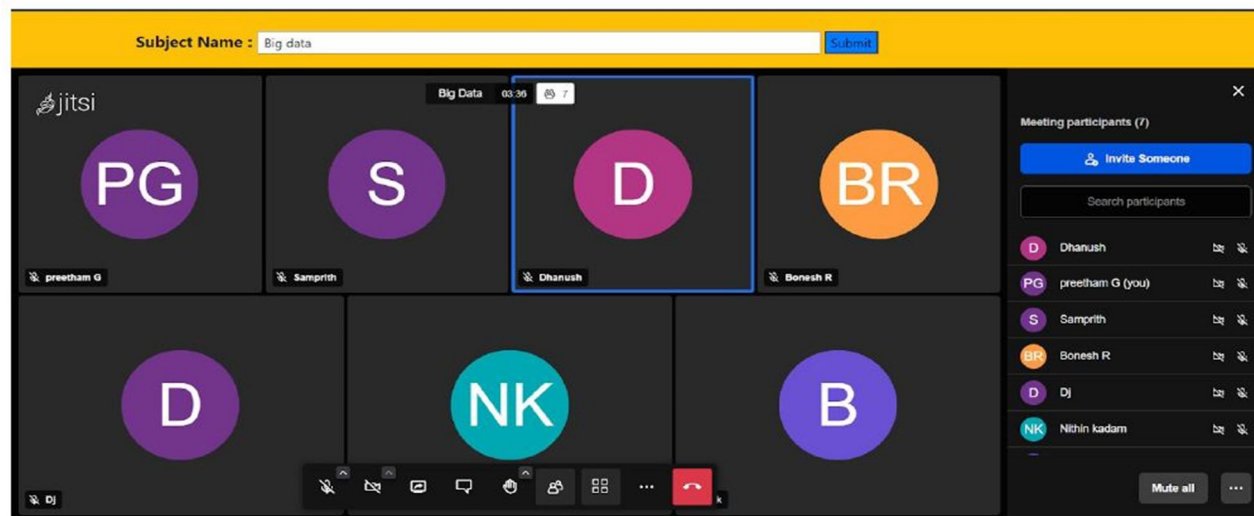 Subject Name : Big data Submit
jitsi
Big Data 03:36 7
PG
S
D
BR
preetham G
Samprith
Dhanush
Bonesh R
D
NK
B
Dj
k
Meeting participants (7)
Invite Someone
Search participants
D Dhanush
PG preetham G (you)
S Samprith
BR Bonesh R
D Dj
NK Nithin kadam
Mute all